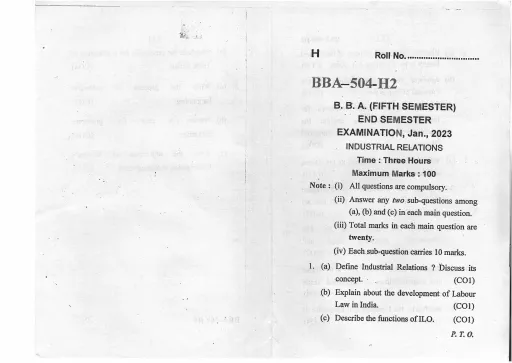 H Roll No. ..............................
BBA–504–H2
B. B. A. (FIFTH SEMESTER)
END SEMESTER
EXAMINATION, Jan., 2023
INDUSTRIAL RELATIONS
Time : Three Hours
Maximum Marks : 100
Note : (i) All questions are compulsory.
(ii) Answer any two sub-questions among
(a), (b) and (c) in each main question.
(iii) Total marks in each main question are
twenty.
(iv) Each sub-question carries 10 marks.
1. (a) Define Industrial Relations ? Discuss its
concept. (CO1)
(b) Explain about the development of Labour
Law in India. (CO1)
(c) Describe the functions of ILO. (CO1)
P. T. O.